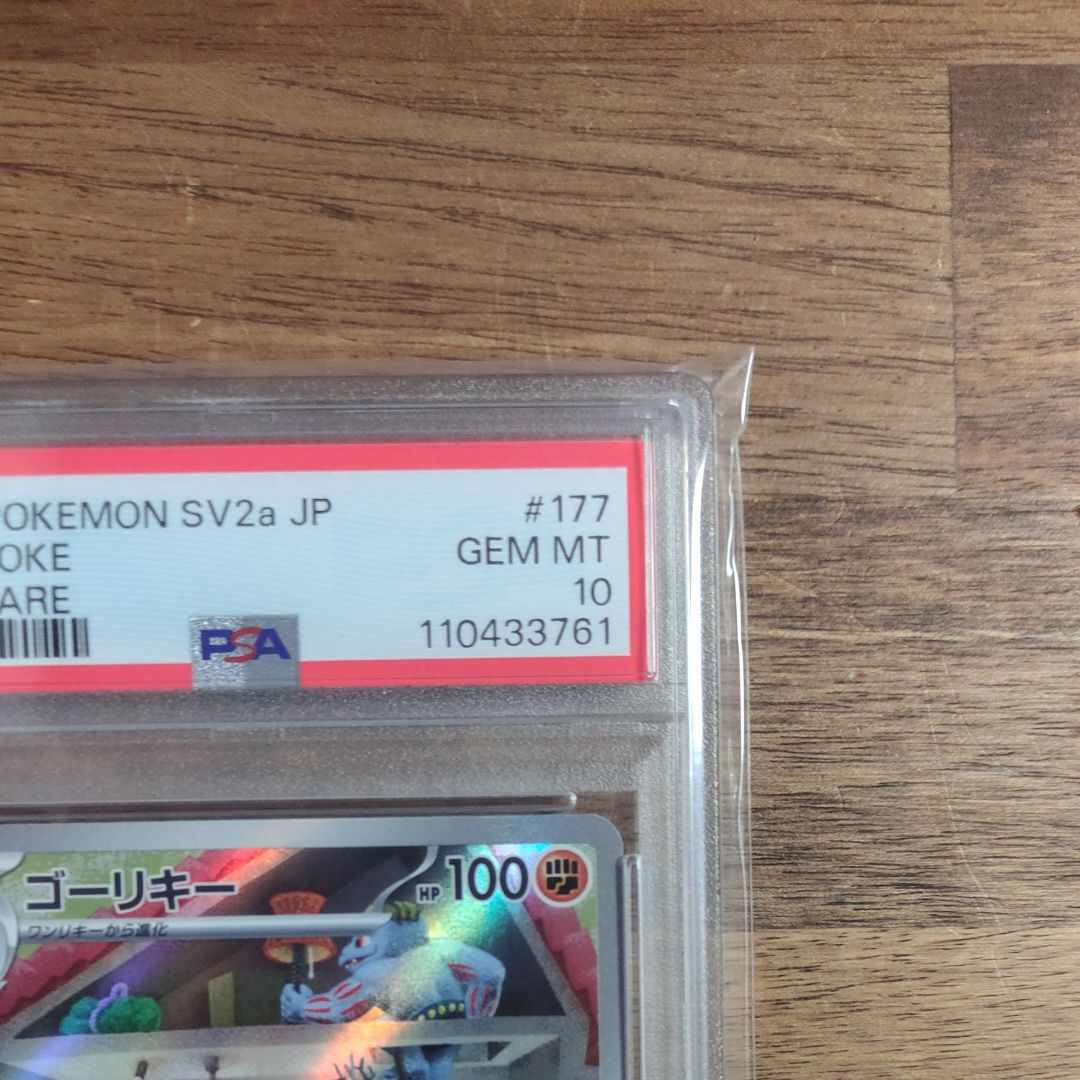 POKEMON SV2a JP #177
OKE GEM MT
ARE 10
PSA 110433761
ゴーリキー HP 100
ワンリキーから進化